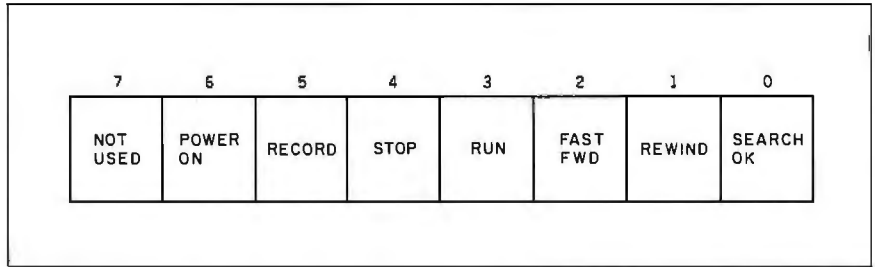 7 6 5 4 3 2 1 0
NOT USED
POWER ON
RECORD
STOP
RUN
FAST FWD
REWIND
SEARCH OK